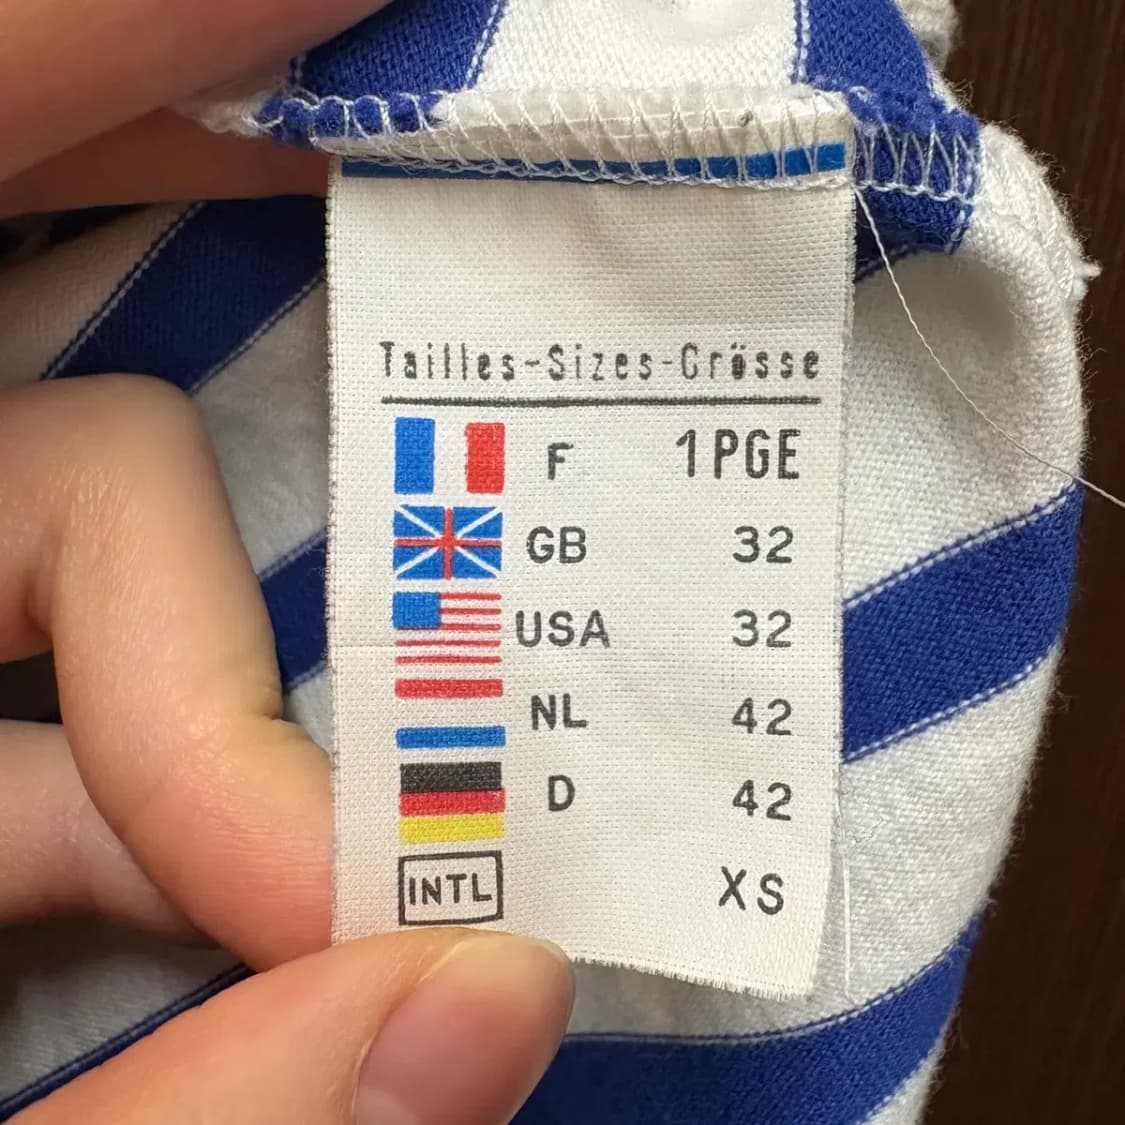 Tailles-Sizes-Grösse
F 1PGE
GB 32
USA 32
NL 42
D 42
INTL XS